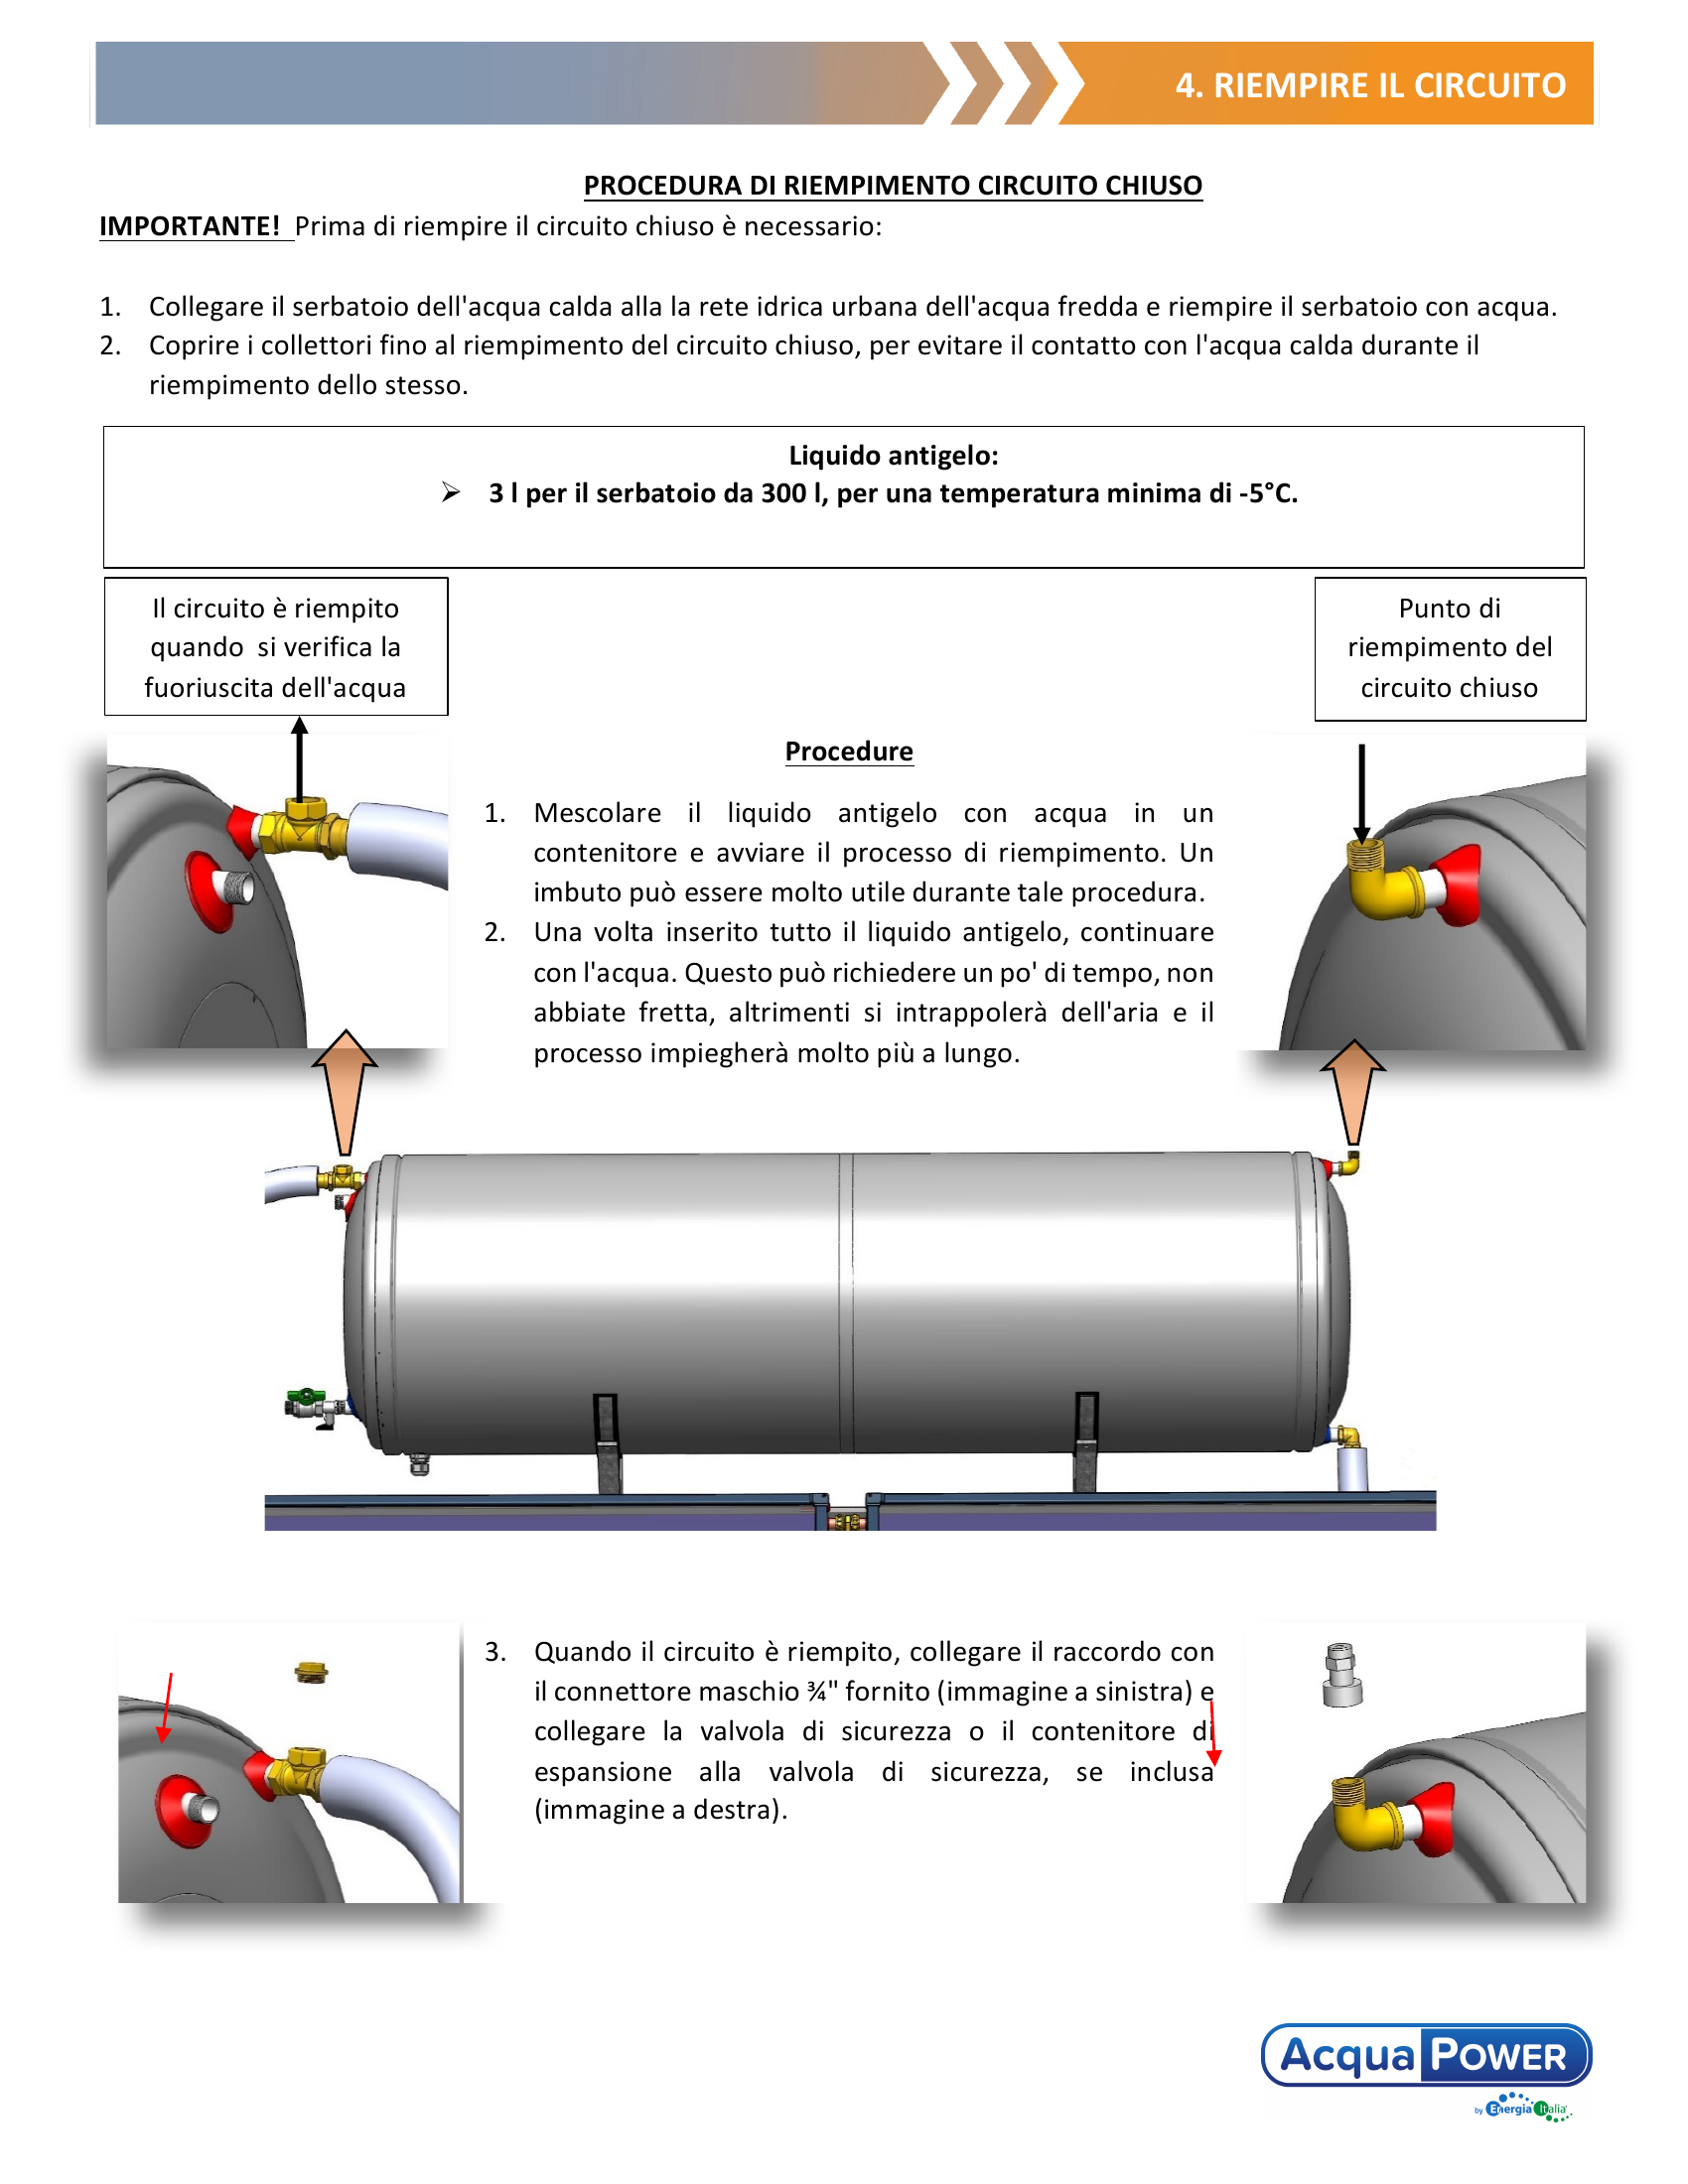 4. RIEMPIRE IL CIRCUITO
PROCEDURA DI RIEMPIMENTO CIRCUITO CHIUSO
IMPORTANTE! Prima di riempire il circuito chiuso è necessario:
1. Collegare il serbatoio dell'acqua calda alla la rete idrica urbana dell'acqua fredda e riempire il serbatoio con acqua.
2. Coprire i collettori fino al riempimento del circuito chiuso, per evitare il contatto con l'acqua calda durante il
riempimento dello stesso.
Liquido antigelo:
➢ 3 l per il serbatoio da 300 l, per una temperatura minima di -5°C.
Il circuito è riempito
quando si verifica la
fuoriuscita dell'acqua
Punto di
riempimento del
circuito chiuso
Procedure
1. Mescolare il liquido antigelo con acqua in un
contenitore e avviare il processo di riempimento. Un
imbuto può essere molto utile durante tale procedura.
2. Una volta inserito tutto il liquido antigelo, continuare
con l'acqua. Questo può richiedere un po' di tempo, non
abbiate fretta, altrimenti si intrappolerà dell'aria e il
processo impiegherà molto più a lungo.
3. Quando il circuito è riempito, collegare il raccordo con
il connettore maschio ¾" fornito (immagine a sinistra) e
collegare la valvola di sicurezza o il contenitore di
espansione alla valvola di sicurezza, se inclusa
(immagine a destra).
Acqua POWER
by Energia Italia